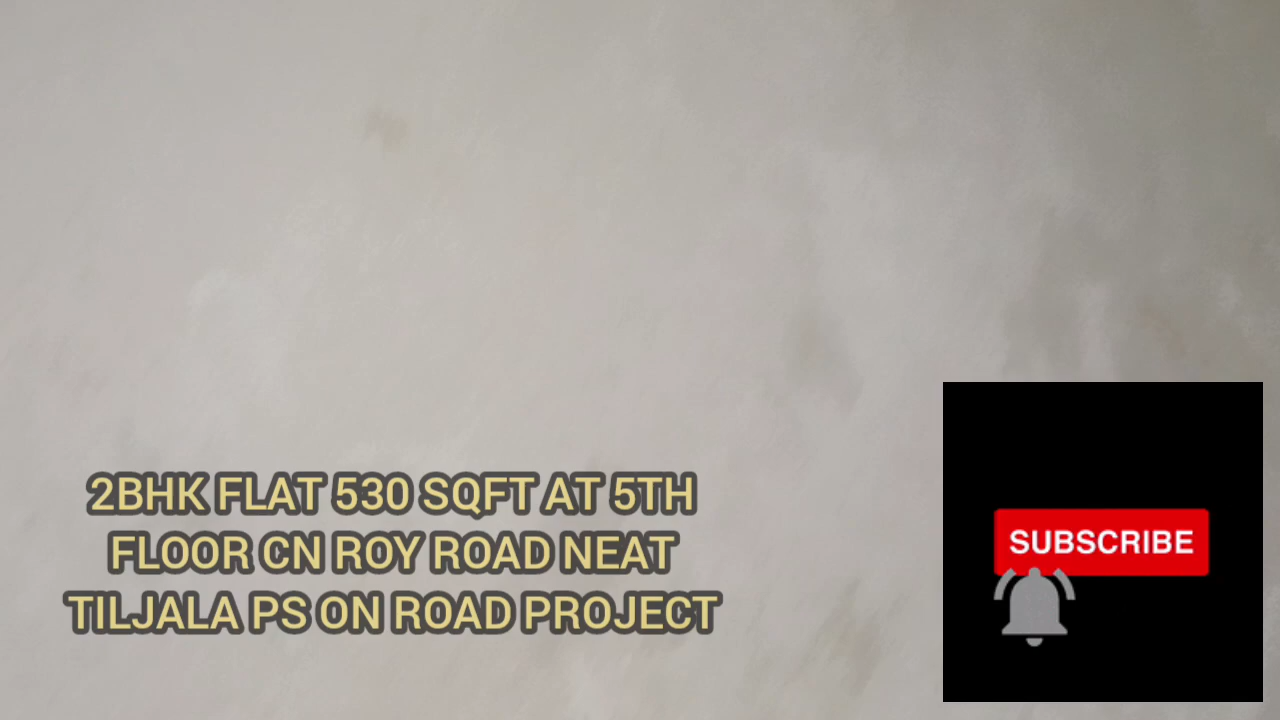 2BHK FLAT 530 SQFT AT 5TH
FLOOR CN ROY ROAD NEAT
TILJALA PS ON ROAD PROJECT
SUBSCRIBE